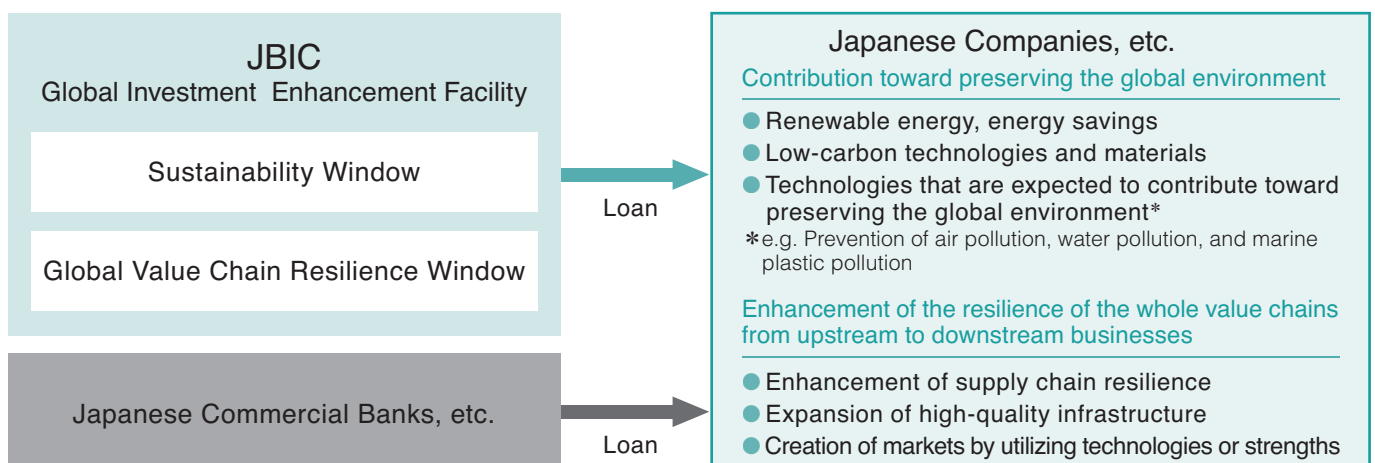 JBIC
Global Investment Enhancement Facility
Sustainability Window
Global Value Chain Resilience Window
Loan
Japanese Commercial Banks, etc.
Loan
Japanese Companies, etc.
Contribution toward preserving the global environment
● Renewable energy, energy savings
● Low-carbon technologies and materials
● Technologies that are expected to contribute toward
preserving the global environment*
*e.g. Prevention of air pollution, water pollution, and marine
plastic pollution
Enhancement of the resilience of the whole value chains
from upstream to downstream businesses
● Enhancement of supply chain resilience
● Expansion of high-quality infrastructure
● Creation of markets by utilizing technologies or strengths